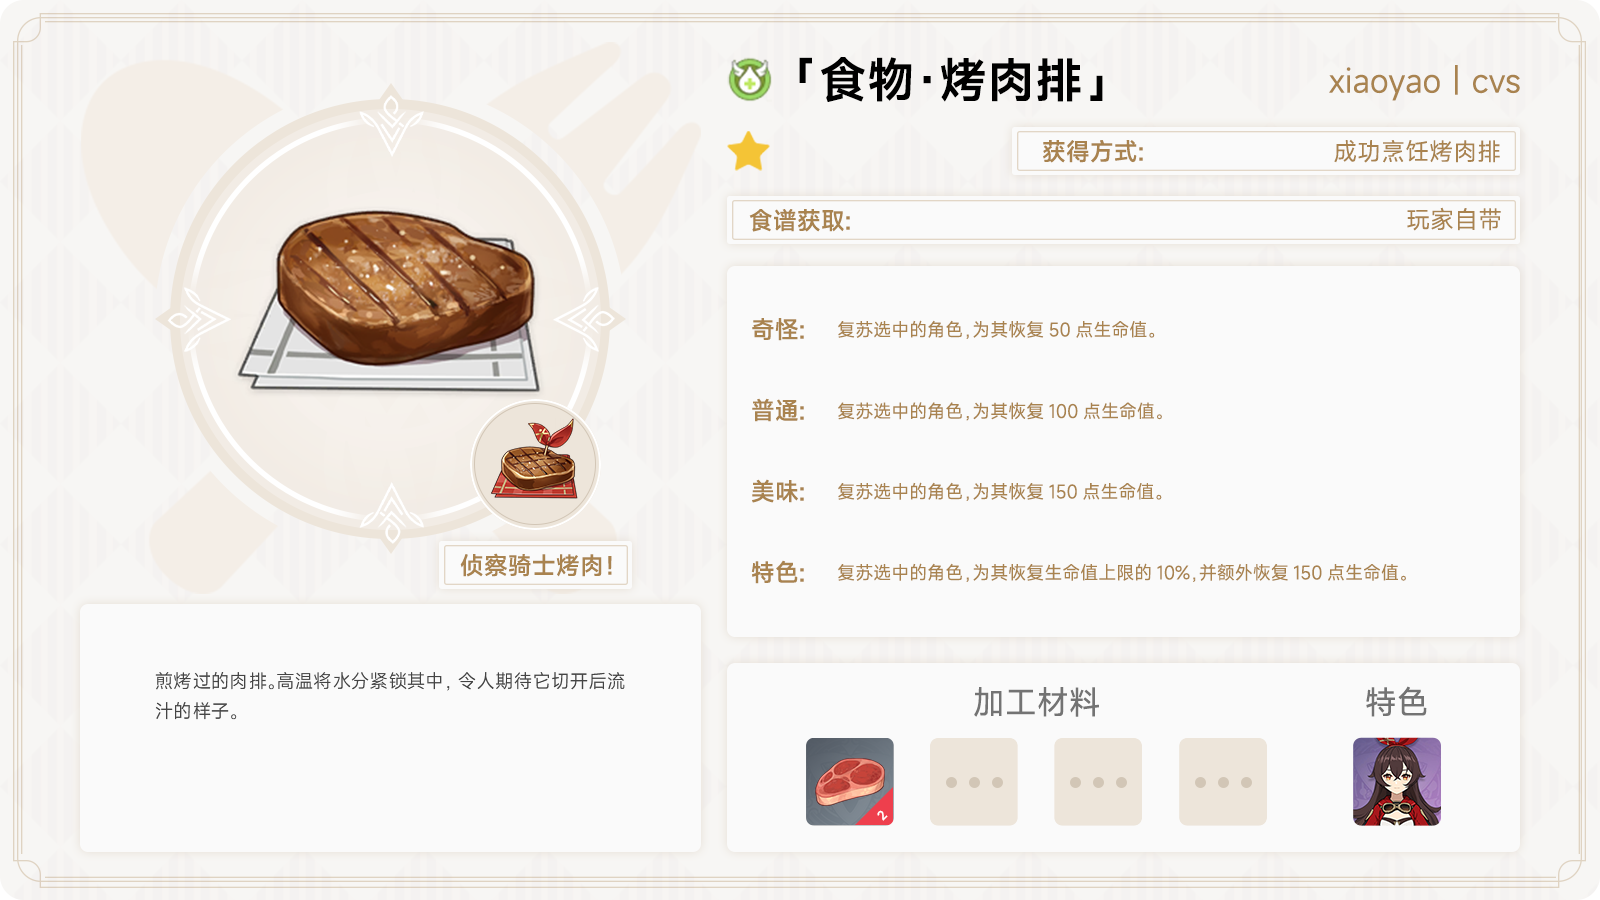 「食物·烤肉排」
xiaoyao | cvs
获得方式:
成功烹饪烤肉排
食谱获取:
玩家自带
奇怪:
复苏选中的角色,为其恢复 50 点生命值。
普通:
复苏选中的角色,为其恢复 100 点生命值。
美味:
复苏选中的角色,为其恢复 150 点生命值。
特色:
复苏选中的角色,为其恢复生命值上限的 10%,并额外恢复 150 点生命值。
侦察骑士烤肉!
煎烤过的肉排。高温将水分紧锁其中, 令人期待它切开后流
汁的样子。
加工材料
特色
2